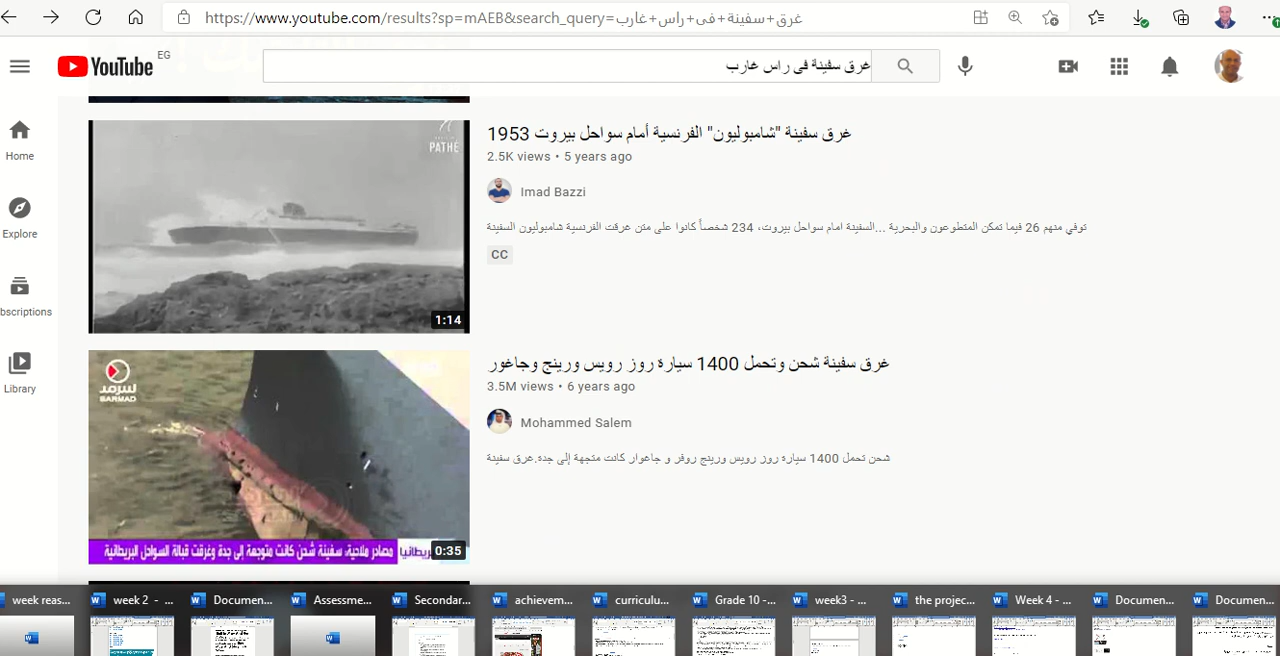 https://www.youtube.com/results?sp=mAEB&search_query=غرق+سفينة+فى+راس+غارب
YouTube EG
غرق سفينة فى راس غارب
Home
Explore
bscriptions
Library
PATHÉ
1:14
غرق سفينة "شامبوليون" الفرنسية أمام سواحل بيروت 1953
2.5K views • 5 years ago
Imad Bazzi
توفي منهم 26 فيما تمكن المتطوعون والبحرية ...السفينة امام سواحل بيروت، 234 شخصاً كانوا على متن غرقت الفرنسية شامبوليون السفينة
CC
سرمد
SARMAD
مصادر ملاحية: سفينة شحن كانت متوجهة إلى جدة وغرقت قبالة السواحل البريطانية
0:35
غرق سفينة شحن وتحمل 1400 سيارة روز رويس ورينج وجاغور
3.5M views • 6 years ago
Mohammed Salem
شحن تحمل 1400 سيارة روز رويس ورينج روفر و جاغوار كانت متجهة إلى جدة.غرق سفينة
week reas...
week 2 - ...
Documen...
Assessme...
Secondar...
achievem...
curriculu...
Grade 10 -...
week3 - ...
the projec...
Week 4 - ...
Documen...
Documen...